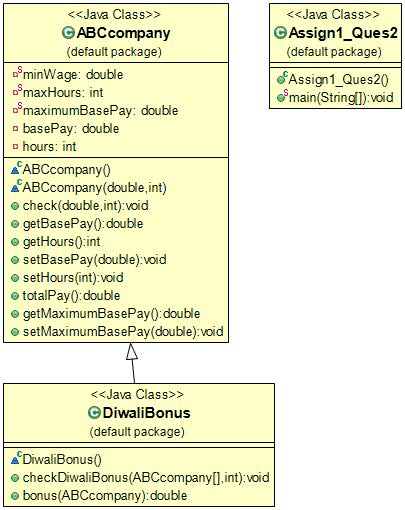 <<Java Class>>
ABCcompany
(default package)
minWage: double
maxHours: int
maximumBasePay: double
basePay: double
hours: int
ABCcompany()
ABCcompany(double,int)
check(double,int):void
getBasePay():double
getHours():int
setBasePay(double):void
setHours(int):void
totalPay():double
getMaximumBasePay():double
setMaximumBasePay(double):void
<<Java Class>>
Assign1_Ques2
(default package)
Assign1_Ques2()
main(String[]):void
<<Java Class>>
DiwaliBonus
(default package)
DiwaliBonus()
checkDiwaliBonus(ABCcompany[],int):void
bonus(ABCcompany):double